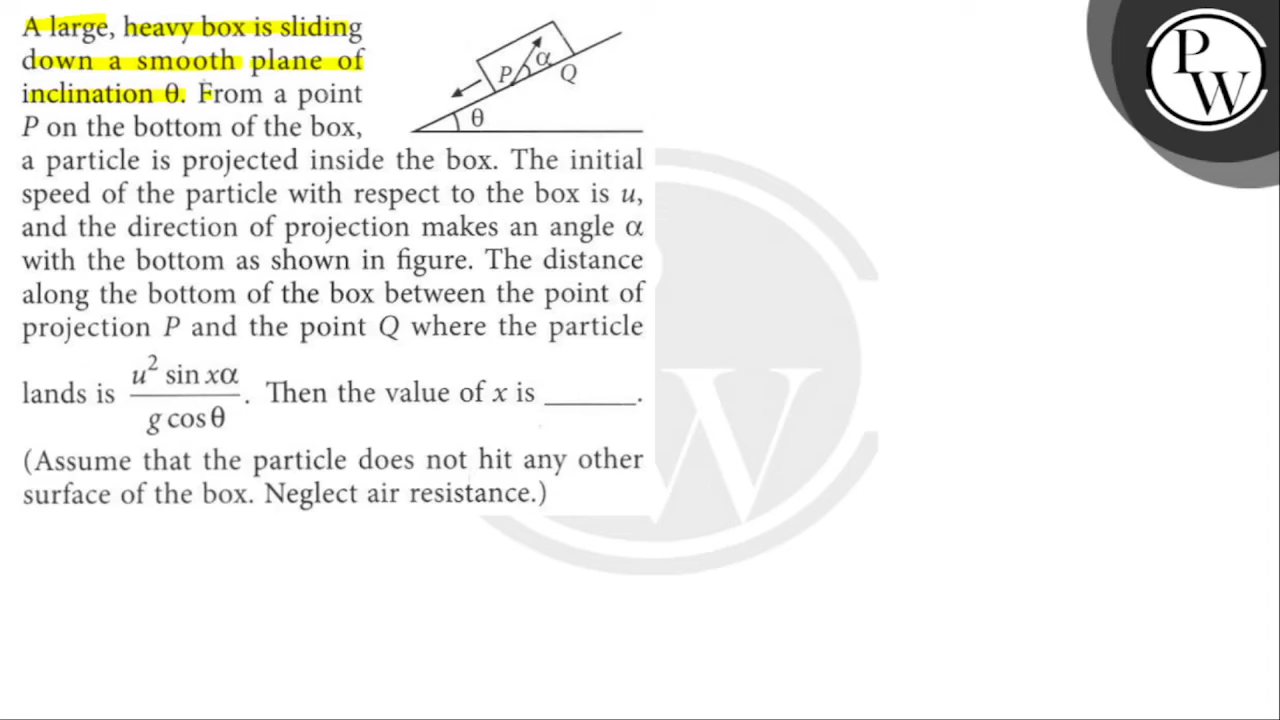 A large, heavy box is sliding
down a smooth plane of
inclination θ. From a point
P on the bottom of the box,
P α Q
θ
a particle is projected inside the box. The initial
speed of the particle with respect to the box is u,
and the direction of projection makes an angle α
with the bottom as shown in figure. The distance
along the bottom of the box between the point of
projection P and the point Q where the particle
lands is u² sin xα / g cos θ. Then the value of x is ______.
(Assume that the particle does not hit any other
surface of the box. Neglect air resistance.)
P
W
W